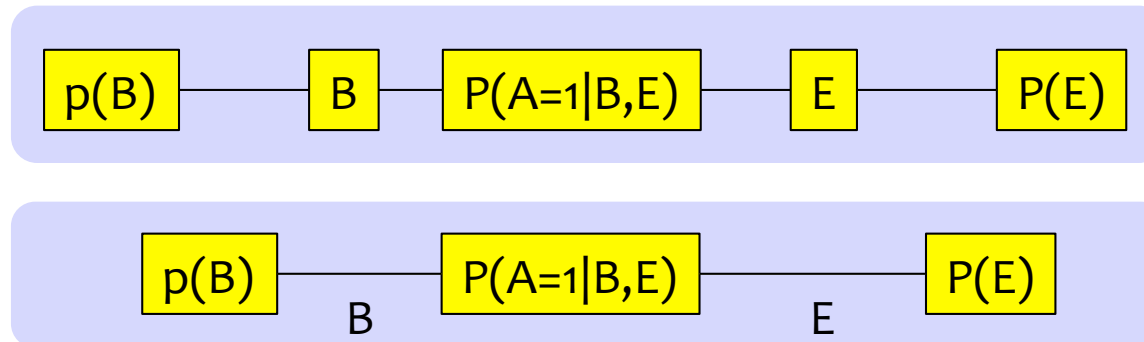 p(B) B P(A=1|B,E) E P(E)
p(B) P(A=1|B,E) P(E)
B E